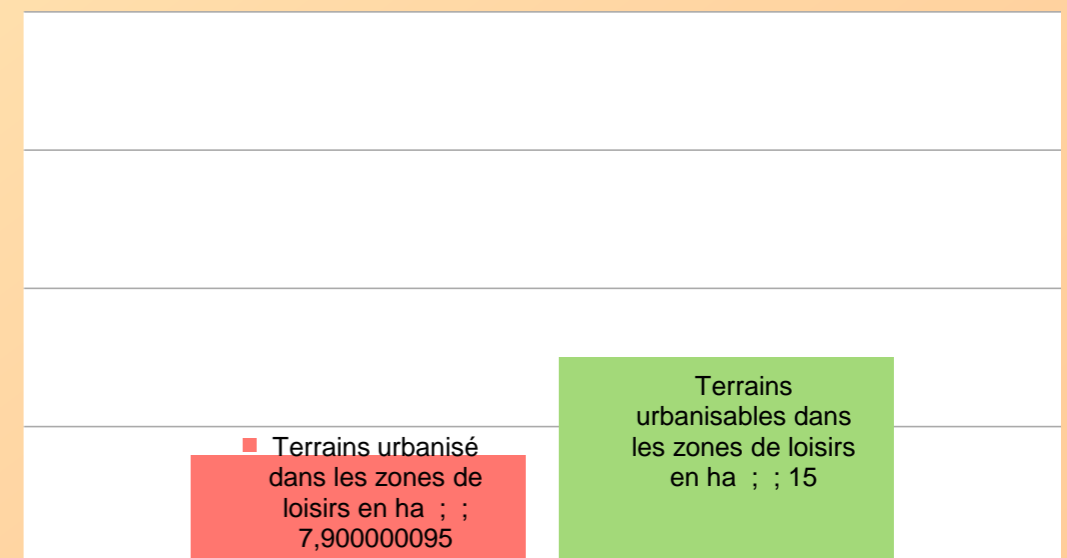 Terrains urbanisé
dans les zones de
loisirs en ha ; ;
7,900000095
Terrains
urbanisables dans
les zones de loisirs
en ha ; ; 15